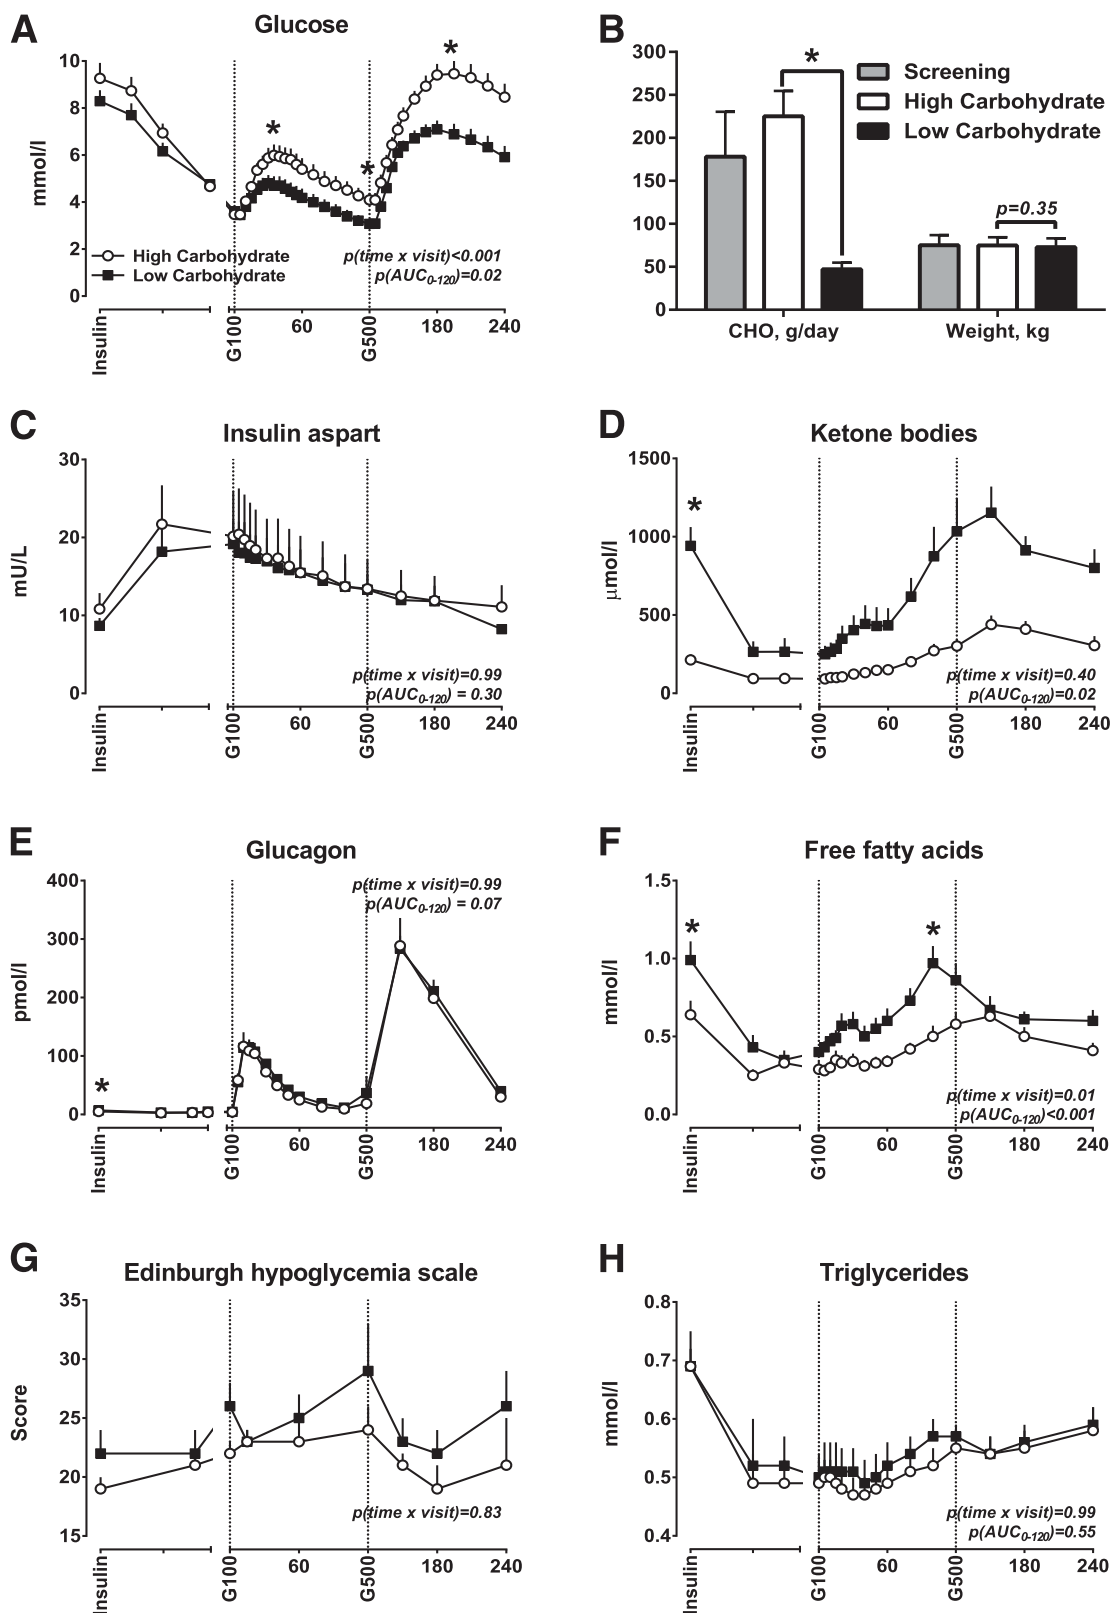 A
Glucose
mmol/l
10
8
6
4
2
0
*
*
*
High Carbohydrate
Low Carbohydrate
p(time x visit)<0.001
p(AUC0-120)=0.02
Insulin
G100
60
G500
180
240
B
300
250
200
150
100
50
0
*
Screening
High Carbohydrate
Low Carbohydrate
p=0.35
CHO, g/day
Weight, kg
C
Insulin aspart
mU/L
30
20
10
0
p(time x visit)=0.99
p(AUC0-120) = 0.30
Insulin
G100
60
G500
180
240
D
Ketone bodies
μmol/l
1500
1000
500
0
*
p(time x visit)=0.40
p(AUC0-120)=0.02
Insulin
G100
60
G500
180
240
E
Glucagon
pmol/l
400
300
200
100
0
*
p(time x visit)=0.99
p(AUC0-120) = 0.07
Insulin
G100
60
G500
180
240
F
Free fatty acids
mmol/l
1.5
1.0
0.5
0.0
*
*
p(time x visit)=0.01
p(AUC0-120)<0.001
Insulin
G100
60
G500
180
240
G
Edinburgh hypoglycemia scale
Score
35
30
25
20
15
p(time x visit)=0.83
Insulin
G100
60
G500
180
240
H
Triglycerides
mmol/l
0.8
0.7
0.6
0.5
0.4
p(time x visit)=0.99
p(AUC0-120)=0.55
Insulin
G100
60
G500
180
240